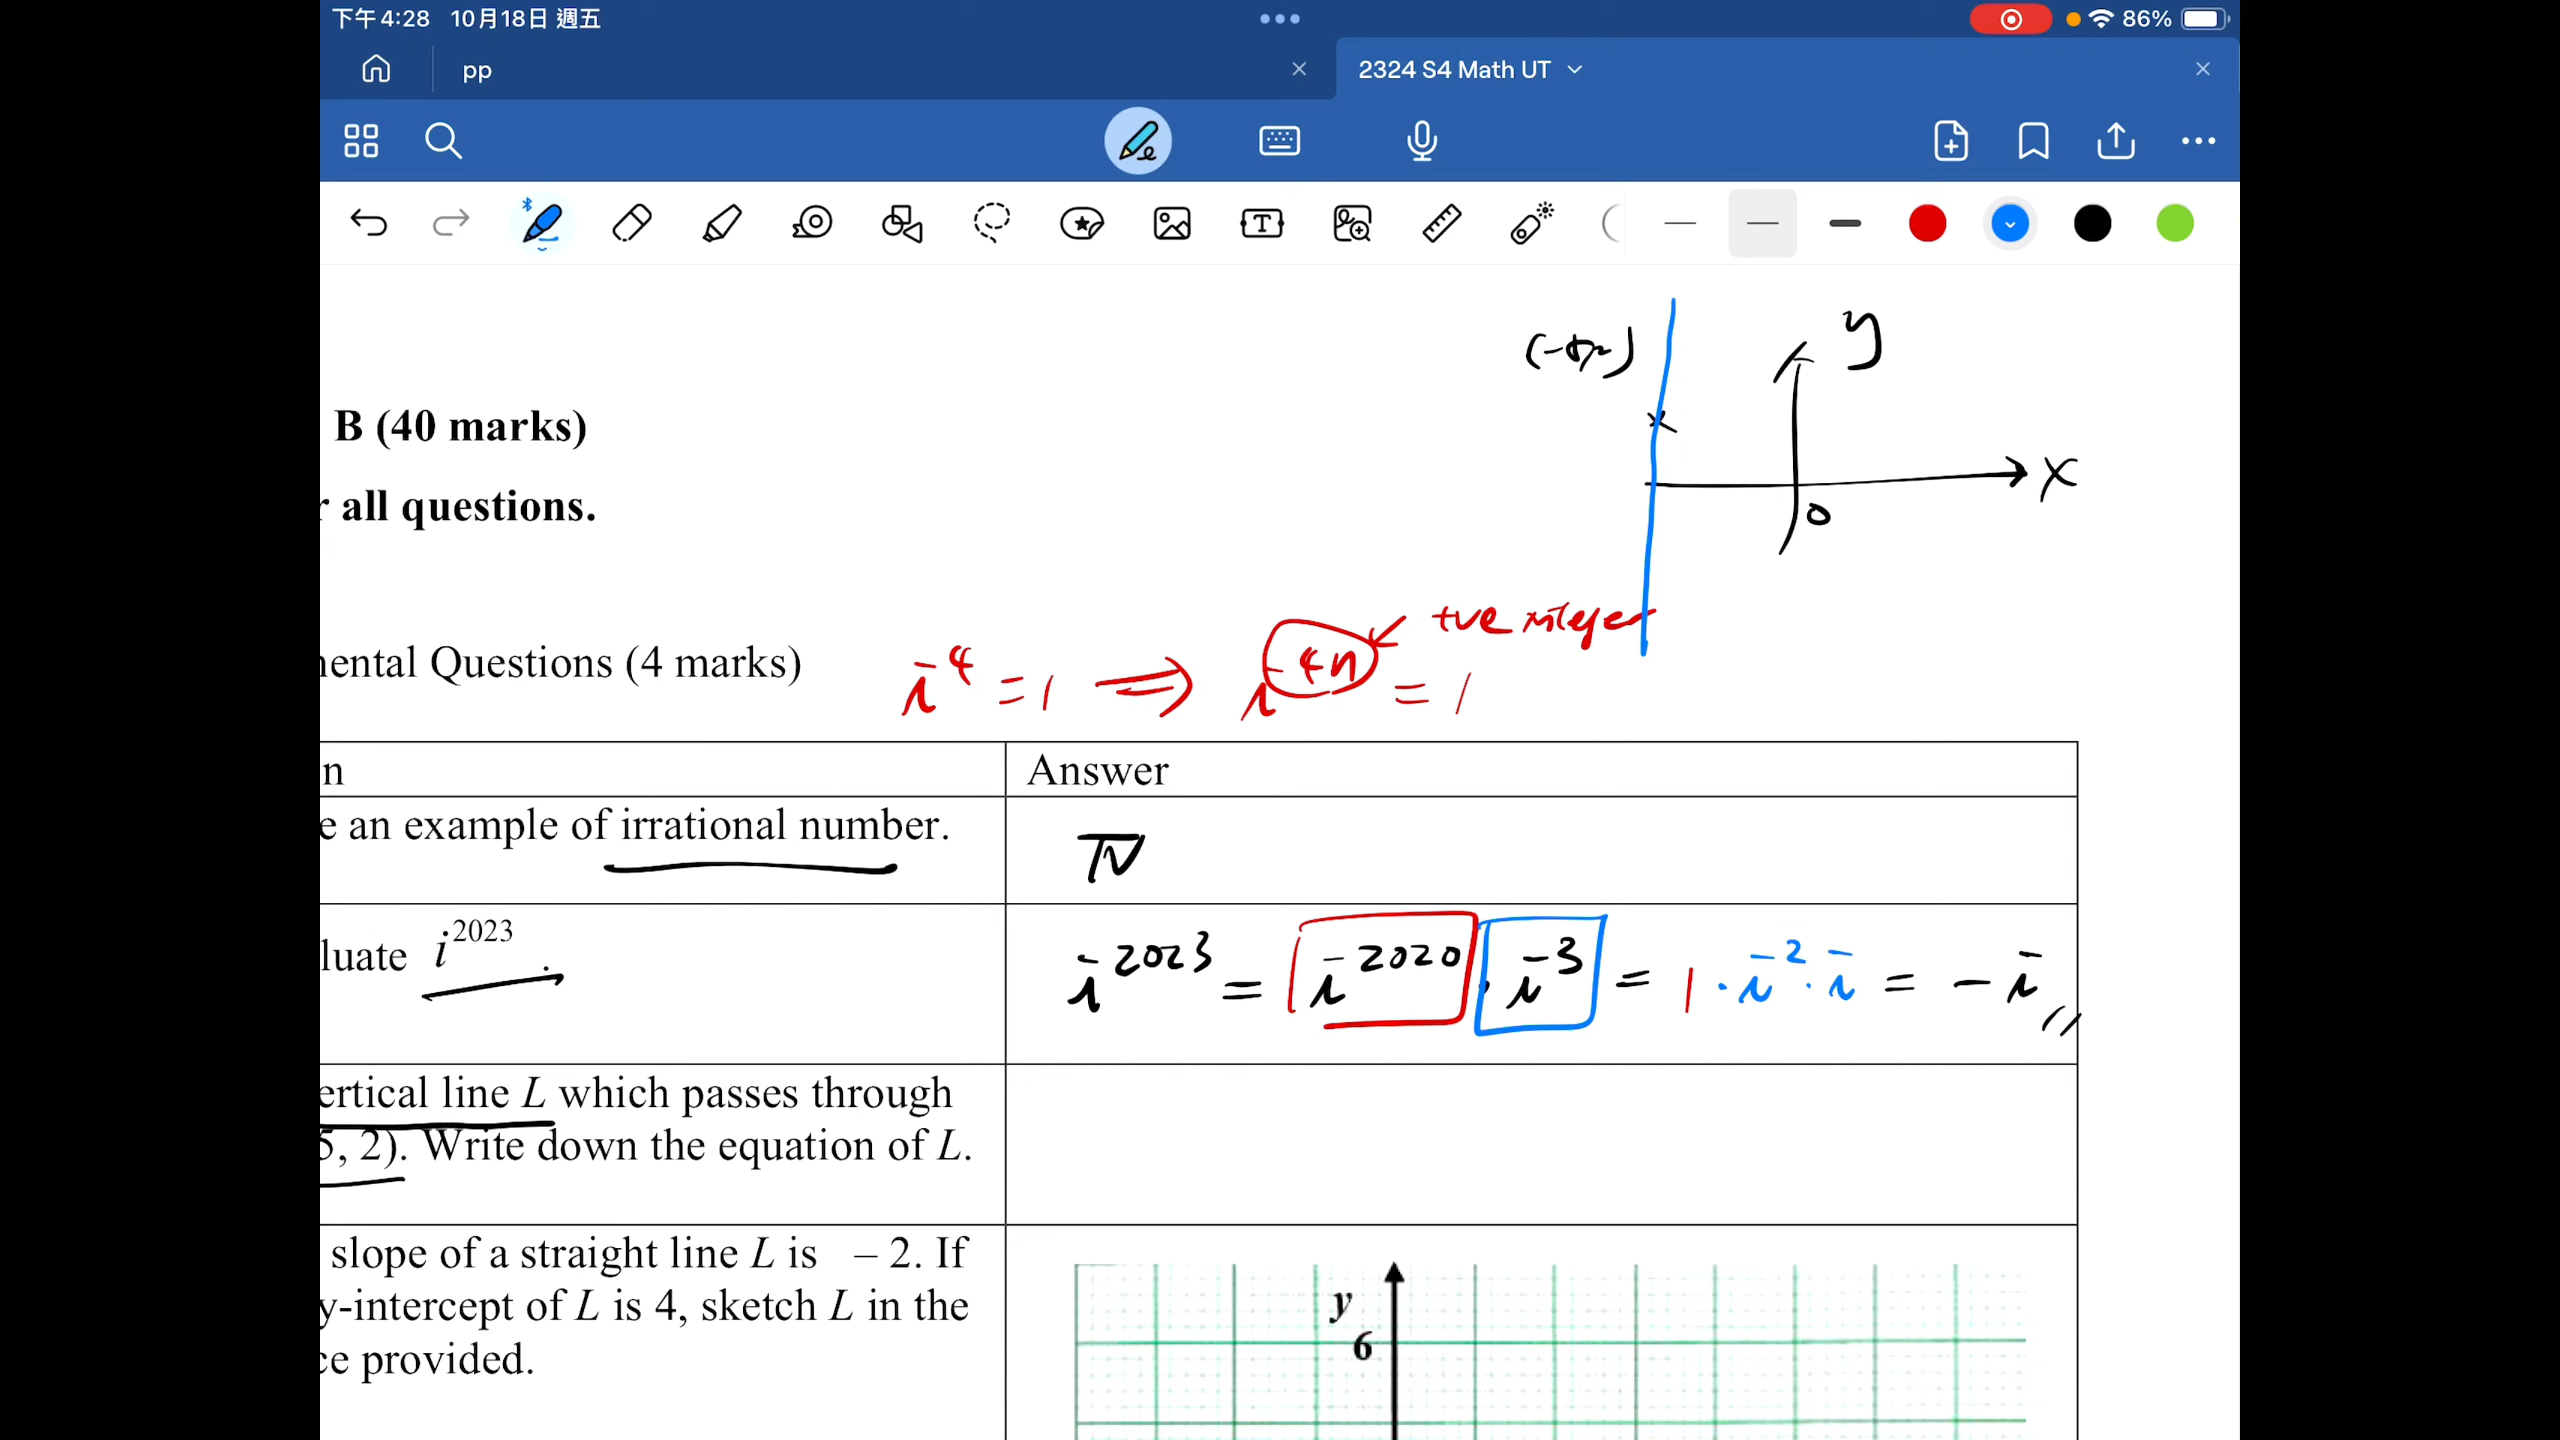 下午4:28 10月18日 週五
86%
pp
2324 S4 Math UT
y
B (40 marks)
x
r all questions.
0
+ve integer
nental Questions (4 marks)
i⁴ = 1 ⟹ i⁴ⁿ = 1
n
Answer
e an example of irrational number.
π
luate i²⁰²³ .
i²⁰²³ = i²⁰²⁰ · i³ = 1 · i² · i = -i //
ertical line L which passes through
5, 2). Write down the equation of L.
slope of a straight line L is – 2. If
y-intercept of L is 4, sketch L in the
ce provided.
y
6